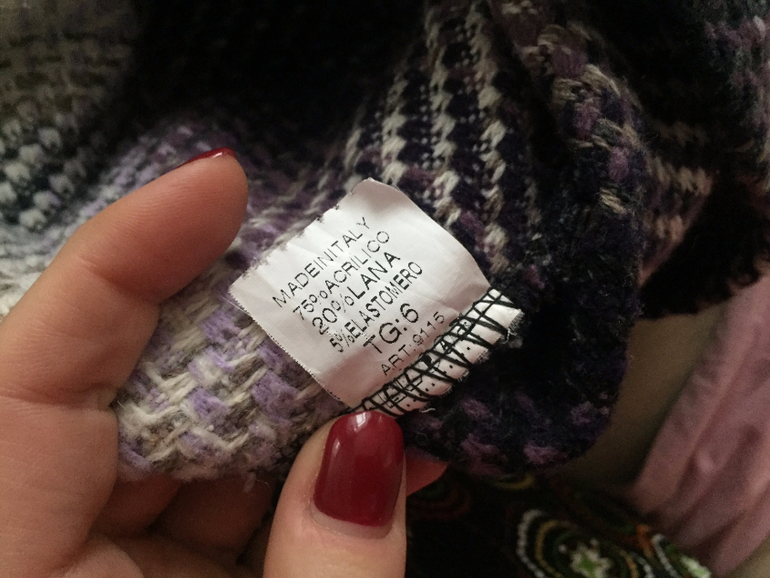 MADEINITALY
75%ACRILICO
20%LANA
5%ELASTOMERO
TG:6
ART:9115